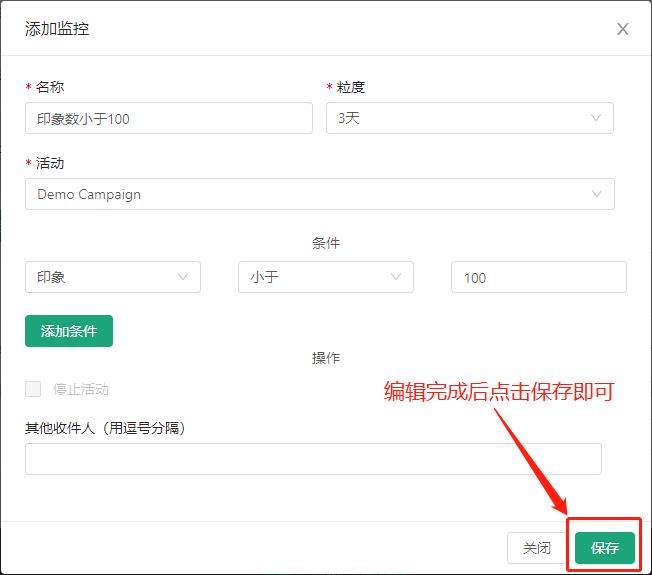 添加监控
* 名称
* 粒度
印象数小于100
3天
* 活动
Demo Campaign
条件
印象
小于
100
添加条件
操作
停止活动
编辑完成后点击保存即可
其他收件人（用逗号分隔）
关闭
保存